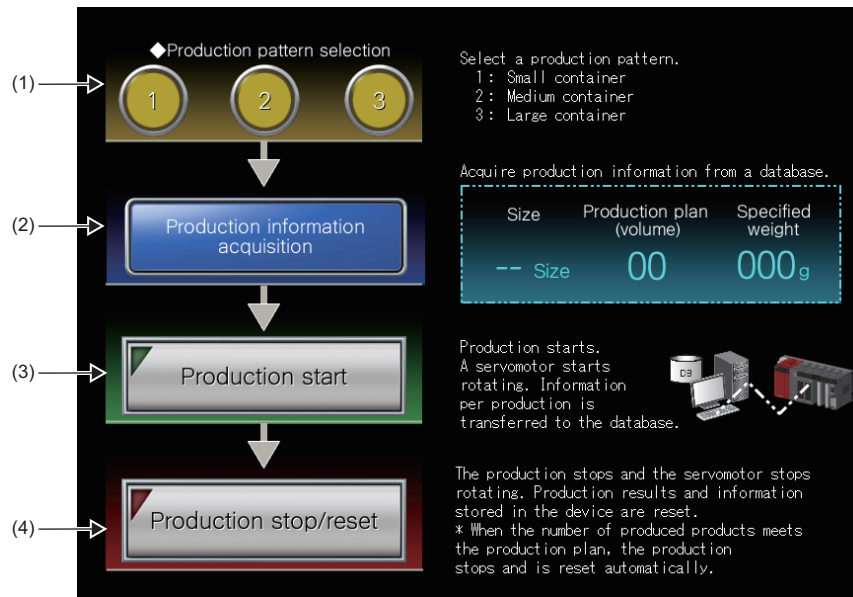 ◆Production pattern selection
(1)
1
2
3
Select a production pattern.
1: Small container
2: Medium container
3: Large container
(2)
Production information
acquisition
Acquire production information from a database.
Size
Production plan
(volume)
Specified
weight
-- Size
00
000g
(3)
Production start
Production starts.
A servomotor starts
rotating. Information
per production is
transferred to the database.
DB
(4)
Production stop/reset
The production stops and the servomotor stops
rotating. Production results and information
stored in the device are reset.
* When the number of produced products meets
the production plan, the production
stops and is reset automatically.